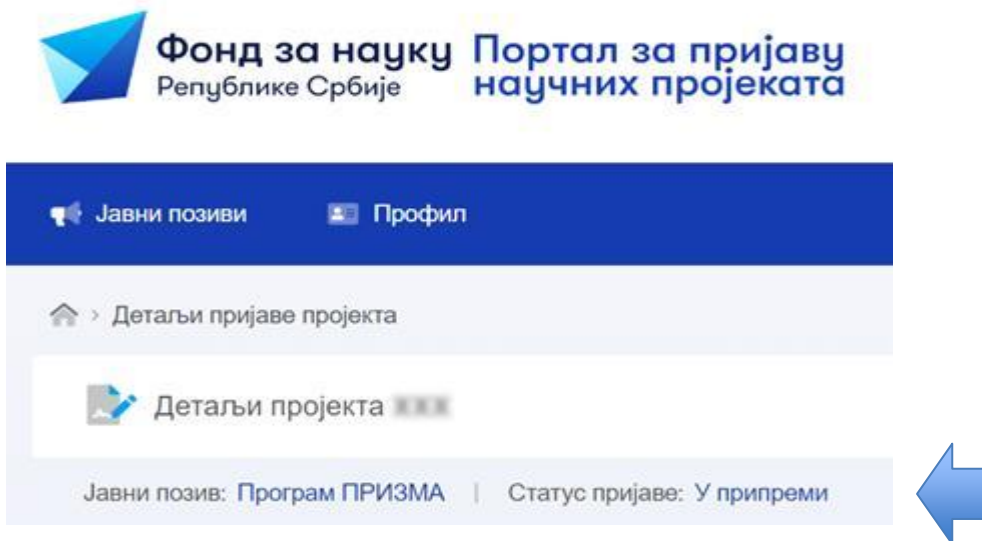 Фонд за науку
Републике Србије
Портал за пријаву
научних пројеката
Јавни позиви Профил
Детаљи пријаве пројекта
Детаљи пројекта
Јавни позив: Програм ПРИЗМА | Статус пријаве: У припреми